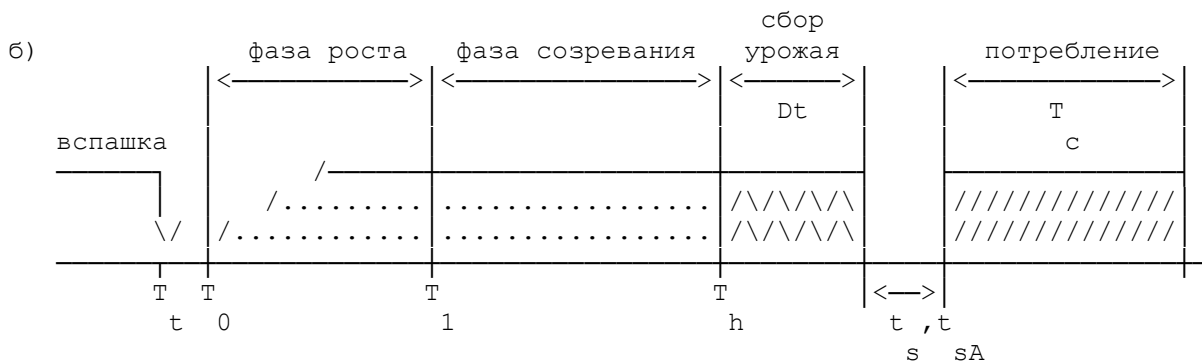 сбор
б) фаза роста фаза созревания урожая потребление
Dt T
вспашка c
T T T T
t 0 1 h t ,t
s sA